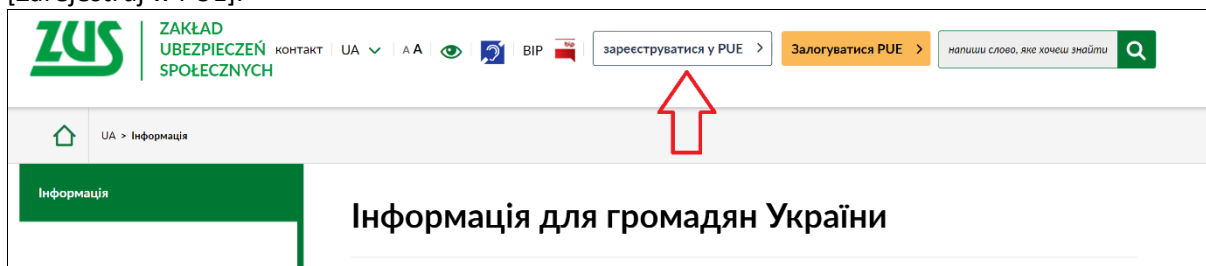 [zarejestruj w PUE].
ZUS
ZAKŁAD
UBEZPIECZEŃ
SPOŁECZNYCH
контакт UA A A BIP bip зареєструватися у PUE > Залогуватися PUE > напиши слово, яке хочеш знайти
UA > Інформація
Інформація
Інформація для громадян України